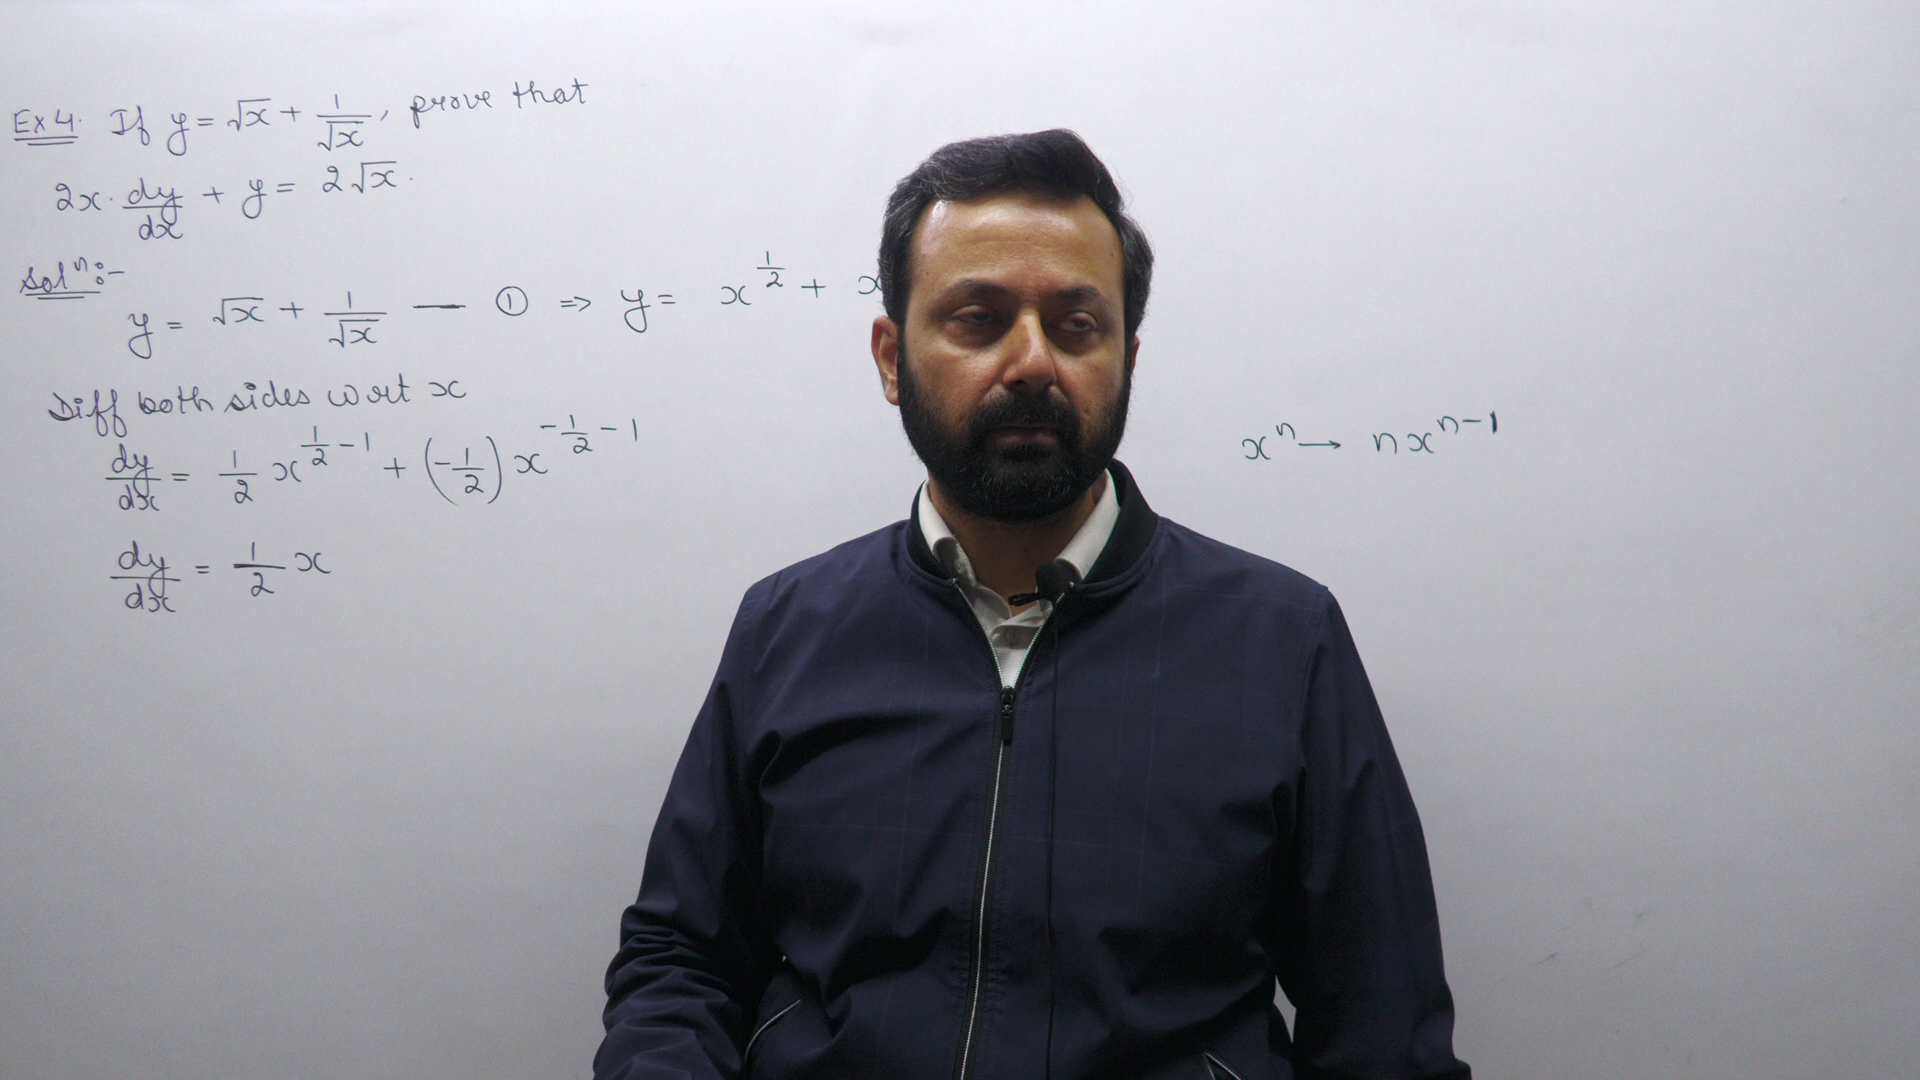 Ex 4. If y = √x + 1/√x, prove that
2x. dy/dx + y = 2√x.
Solⁿ:-
y = √x + 1/√x — ① ⇒ y = x^(1/2) + x
Diff both sides wrt x
dy/dx = 1/2 x^(1/2 - 1) + (-1/2) x^(-1/2 - 1)
x^n → n x^(n-1)
dy/dx = 1/2 x